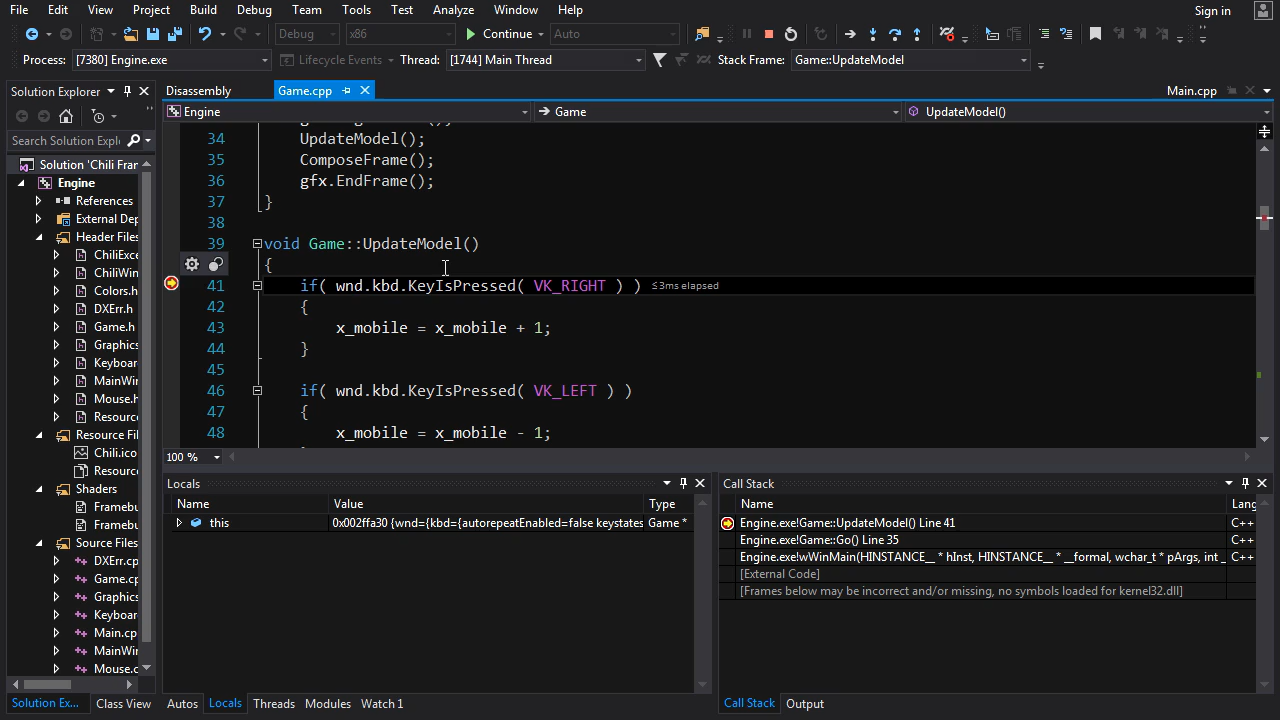 File Edit View Project Build Debug Team Tools Test Analyze Window Help Sign in
Debug x86 Continue Auto
Process: [7380] Engine.exe Lifecycle Events Thread: [1744] Main Thread Stack Frame: Game::UpdateModel
Solution Explorer
Search Solution Explo
Solution 'Chili Fran
Engine
References
External Dep
Header Files
ChiliExce
ChiliWin
Colors.h
DXErr.h
Game.h
Graphics
Keyboar
MainWin
Mouse.h
Resource
Resource Fil
Chili.ico
Resource
Shaders
Framebu
Framebu
Source Files
DXErr.cp
Game.cp
Graphics
Keyboar
Main.cp
MainWin
Mouse.c
Solution Ex... Class View
Disassembly Game.cpp Main.cpp
Engine Game UpdateModel()
34 UpdateModel();
35 ComposeFrame();
36 gfx.EndFrame();
37 }
38
39 void Game::UpdateModel()
{
41 if( wnd.kbd.KeyIsPressed( VK_RIGHT ) ) ≤3ms elapsed
42 {
43 x_mobile = x_mobile + 1;
44 }
45
46 if( wnd.kbd.KeyIsPressed( VK_LEFT ) )
47 {
48 x_mobile = x_mobile - 1;
100 %
Locals
Name Value Type
this 0x002ffa30 {wnd={kbd={autorepeatEnabled=false keystates Game *
Autos Locals Threads Modules Watch 1
Call Stack
Name Lang
Engine.exe!Game::UpdateModel() Line 41 C++
Engine.exe!Game::Go() Line 35 C++
Engine.exe!wWinMain(HINSTANCE__ * hInst, HINSTANCE__ * __formal, wchar_t * pArgs, int _ C++
[External Code]
[Frames below may be incorrect and/or missing, no symbols loaded for kernel32.dll]
Call Stack Output